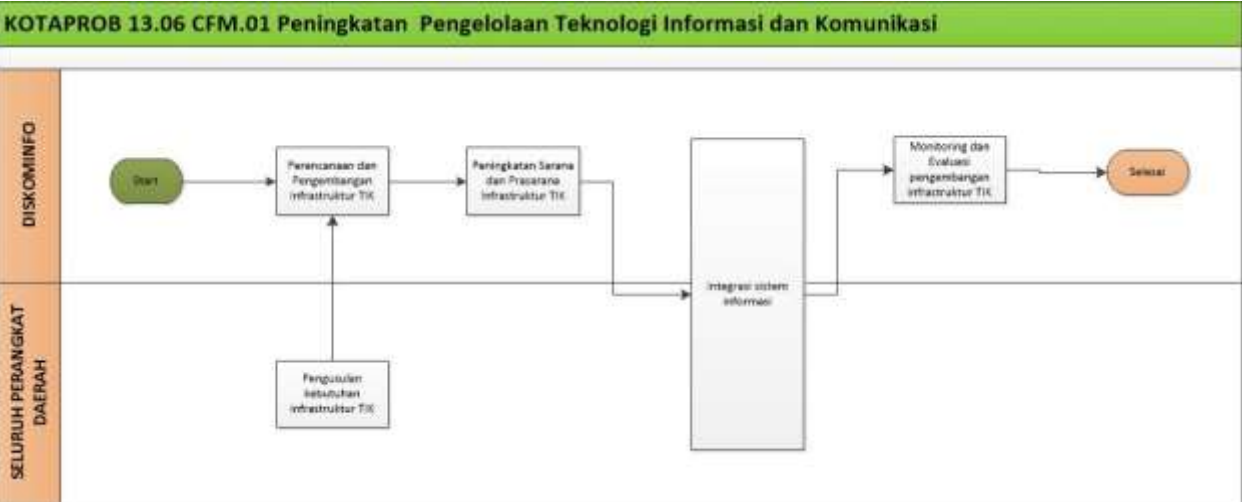 KOTAPROB 13.06 CFM.01 Peningkatan Pengelolaan Teknologi Informasi dan Komunikasi
DISKOMINFO
Start
Perencanaan dan
Pengembangan
infrastruktur TIK
Peningkatan Sarana
dan Prasarana
Infrastruktur TIK
Integrasi sistem
informasi
Monitoring dan
Evaluasi
pengembangan
infrastruktur TIK
Selesai
SELURUH PERANGKAT
DAERAH
Pengusulan
kebutuhan
infrastruktur TIK